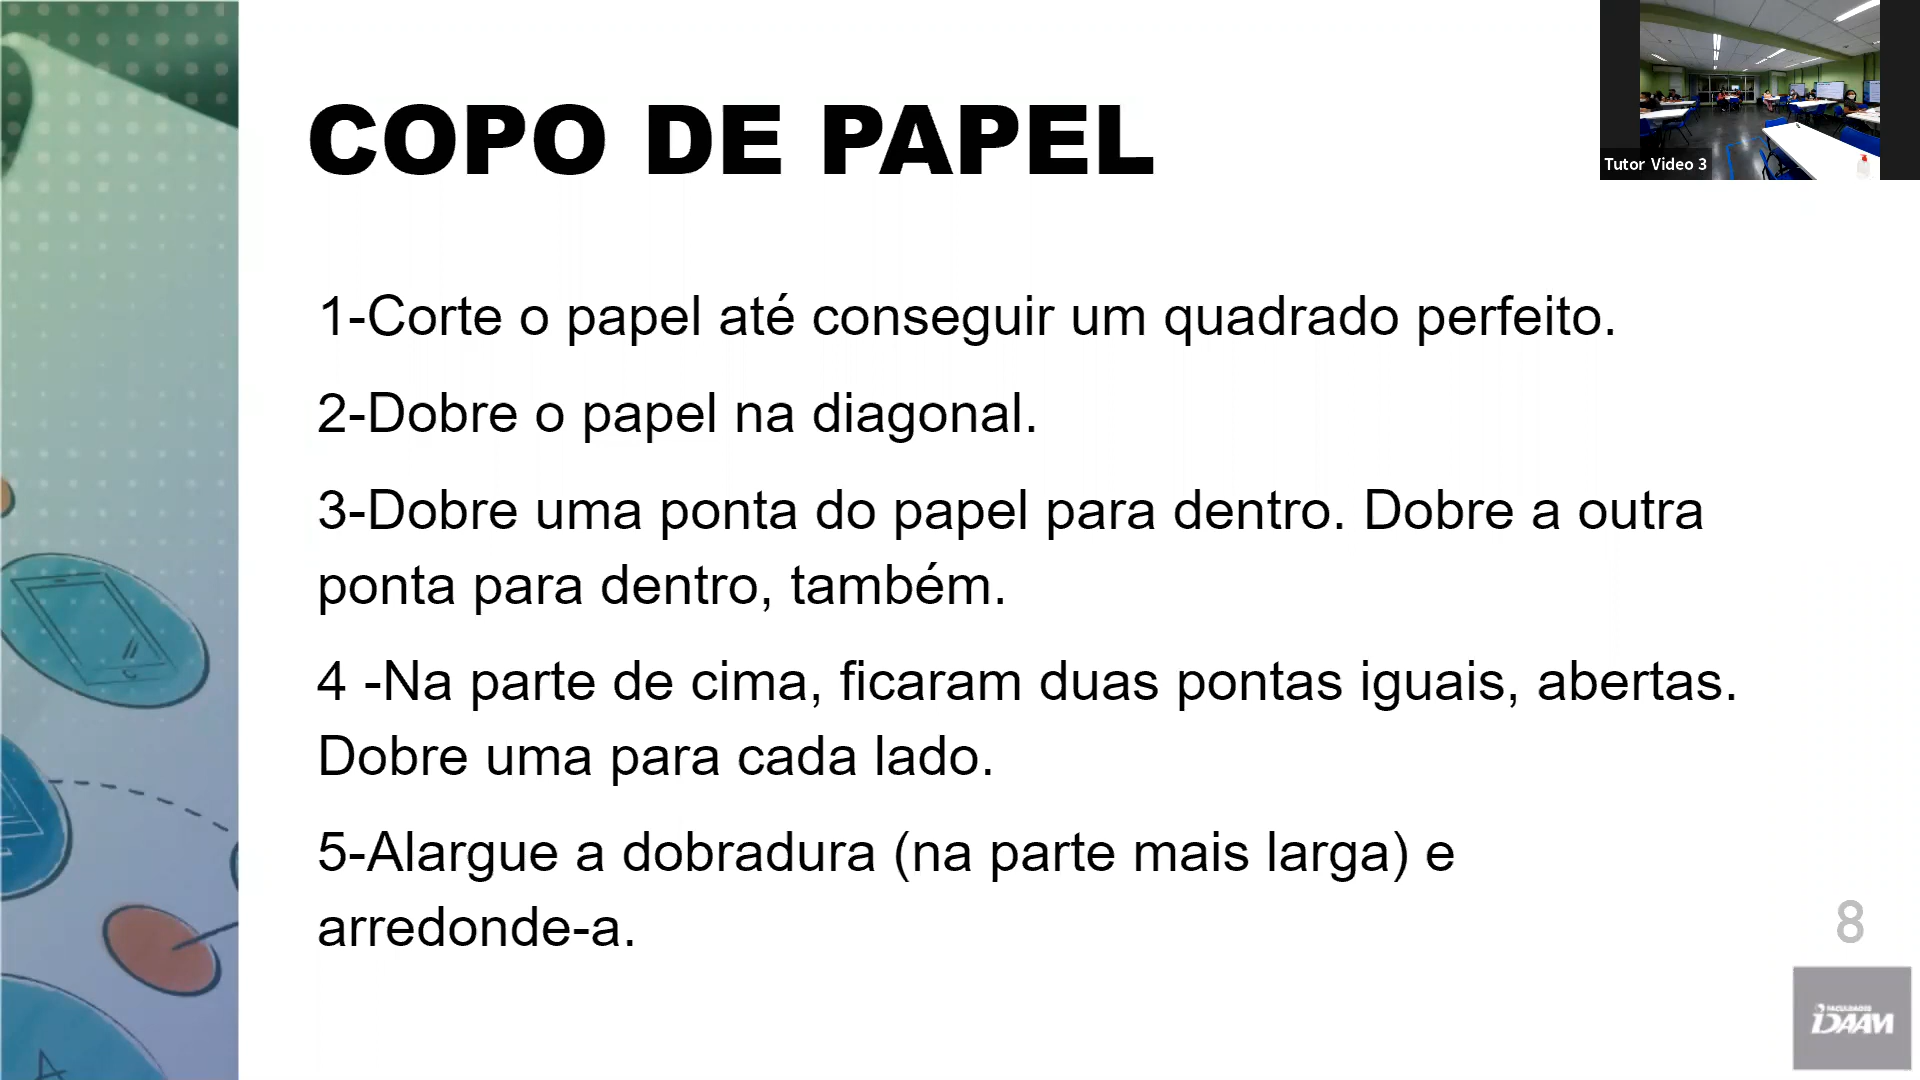 COPO DE PAPEL
Tutor Video 3
1-Corte o papel até conseguir um quadrado perfeito.
2-Dobre o papel na diagonal.
3-Dobre uma ponta do papel para dentro. Dobre a outra
ponta para dentro, também.
4 -Na parte de cima, ficaram duas pontas iguais, abertas.
Dobre uma para cada lado.
5-Alargue a dobradura (na parte mais larga) e
arredonde-a.
8
FACULDADES
IDAAM